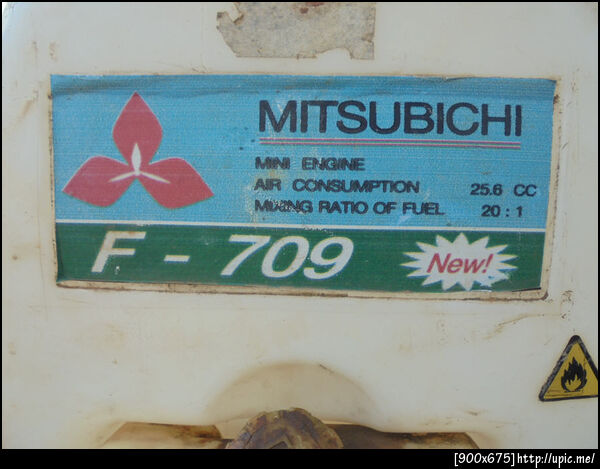 MITSUBICHI
MINI ENGINE
AIR CONSUMPTION 25.6 CC
MIXING RATIO OF FUEL 20 : 1
F - 709 New!
[900x675]http://upic.me/